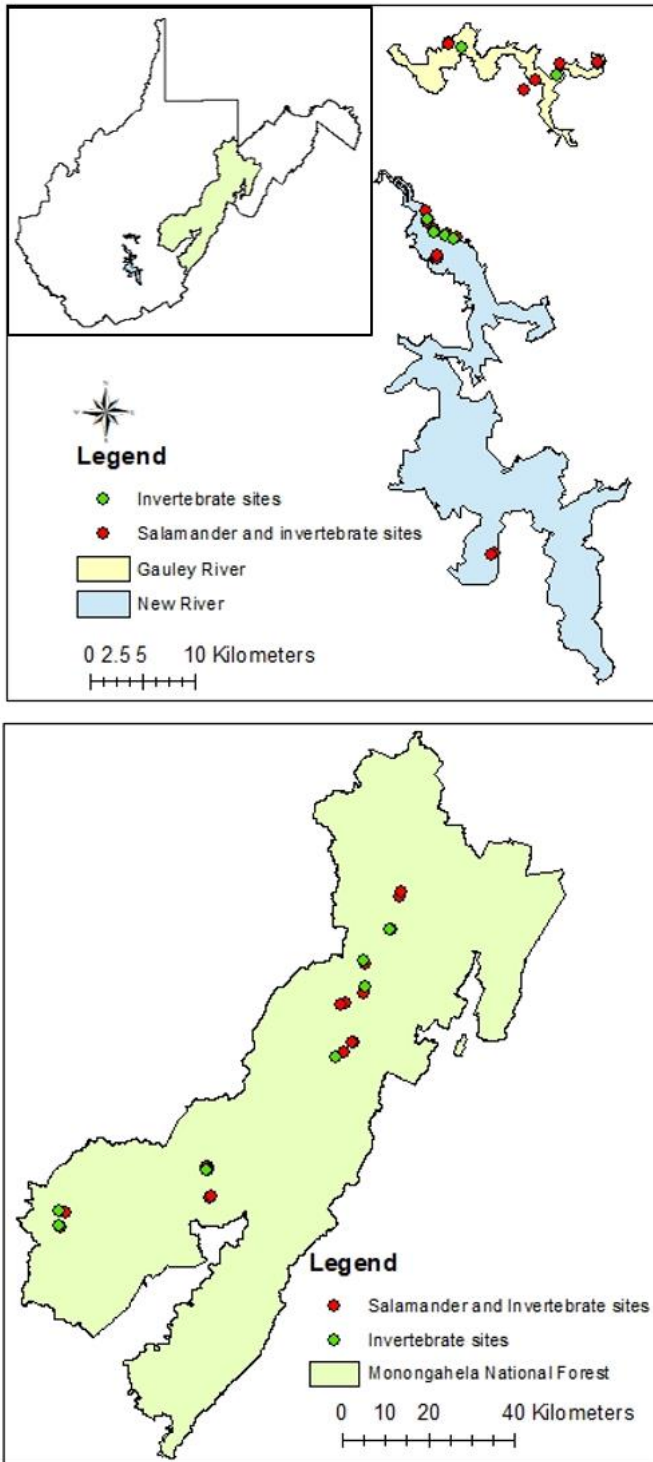 Legend
Invertebrate sites
Salamander and invertebrate sites
Gauley River
New River
0 2.5 5 10 Kilometers
Legend
Salamander and Invertebrate sites
Invertebrate sites
Monongahela National Forest
0 10 20 40 Kilometers